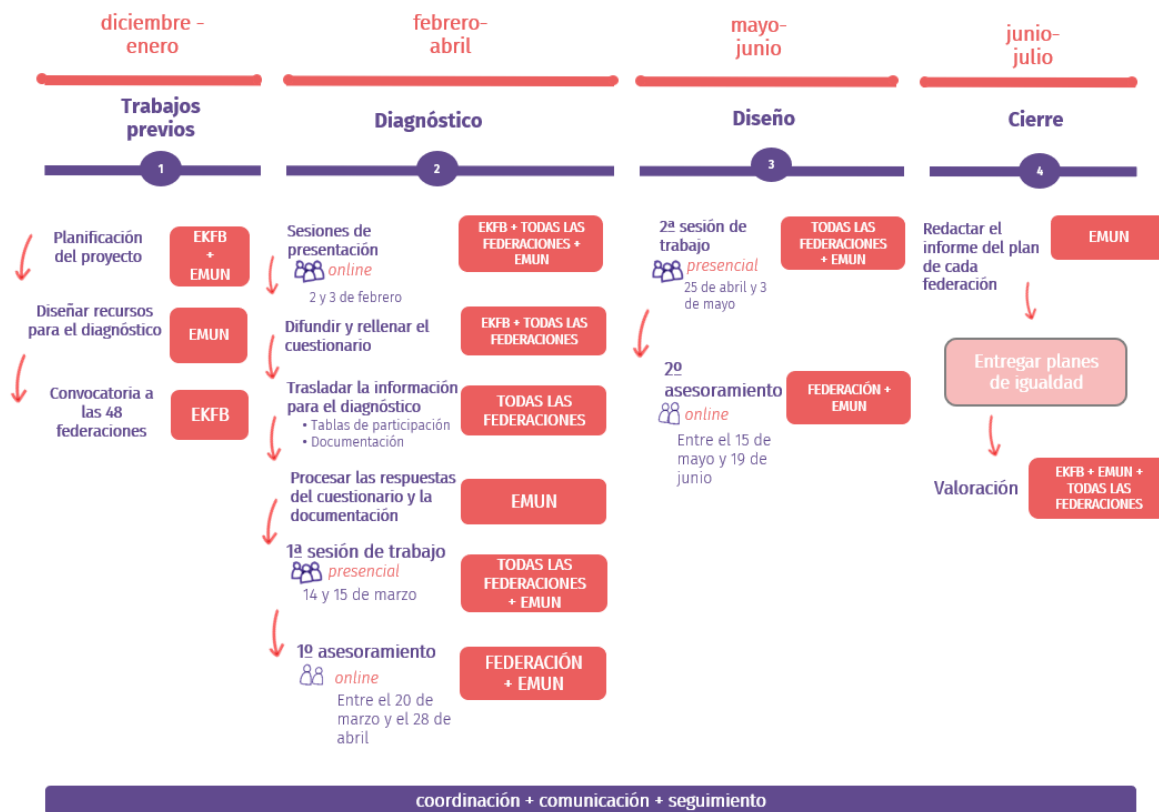 diciembre -
enero
Trabajos
previos
1
Planificación
del proyecto
EKFB
+
EMUN
Diseñar recursos
para el diagnóstico
EMUN
Convocatoria a
las 48
federaciones
EKFB
febrero-
abril
Diagnóstico
2
Sesiones de
presentación
online
2 y 3 de febrero
EKFB + TODAS LAS
FEDERACIONES +
EMUN
Difundir y rellenar el
cuestionario
EKFB + TODAS LAS
FEDERACIONES
Trasladar la información
para el diagnóstico
• Tablas de participación
• Documentación
TODAS LAS
FEDERACIONES
Procesar las respuestas
del cuestionario y la
documentación
EMUN
1ª sesión de trabajo
presencial
14 y 15 de marzo
TODAS LAS
FEDERACIONES
+ EMUN
1º asesoramiento
online
Entre el 20 de
marzo y el 28 de
abril
FEDERACIÓN
+ EMUN
mayo-
junio
Diseño
3
2ª sesión de
trabajo
presencial
25 de abril y 3
de mayo
TODAS LAS
FEDERACIONES
+ EMUN
2º
asesoramiento
online
Entre el 15 de
mayo y 19 de
junio
FEDERACIÓN +
EMUN
junio-
julio
Cierre
4
Redactar el
informe del plan
de cada
federación
EMUN
Entregar planes
de igualdad
Valoración
EKFB + EMUN +
TODAS LAS
FEDERACIONES
coordinación + comunicación + seguimiento